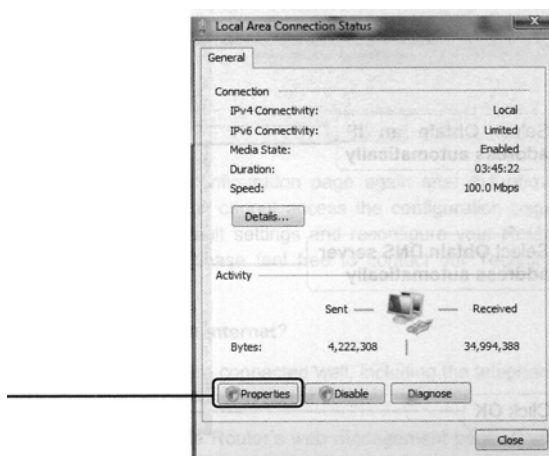 Local Area Connection Status
General
Connection
IPv4 Connectivity: Local
IPv6 Connectivity: Limited
Media State: Enabled
Duration: 03:45:22
Speed: 100.0 Mbps
Details...
Activity
Sent — — Received
Bytes: 4,222,308 | 34,994,388
Properties Disable Diagnose
Close